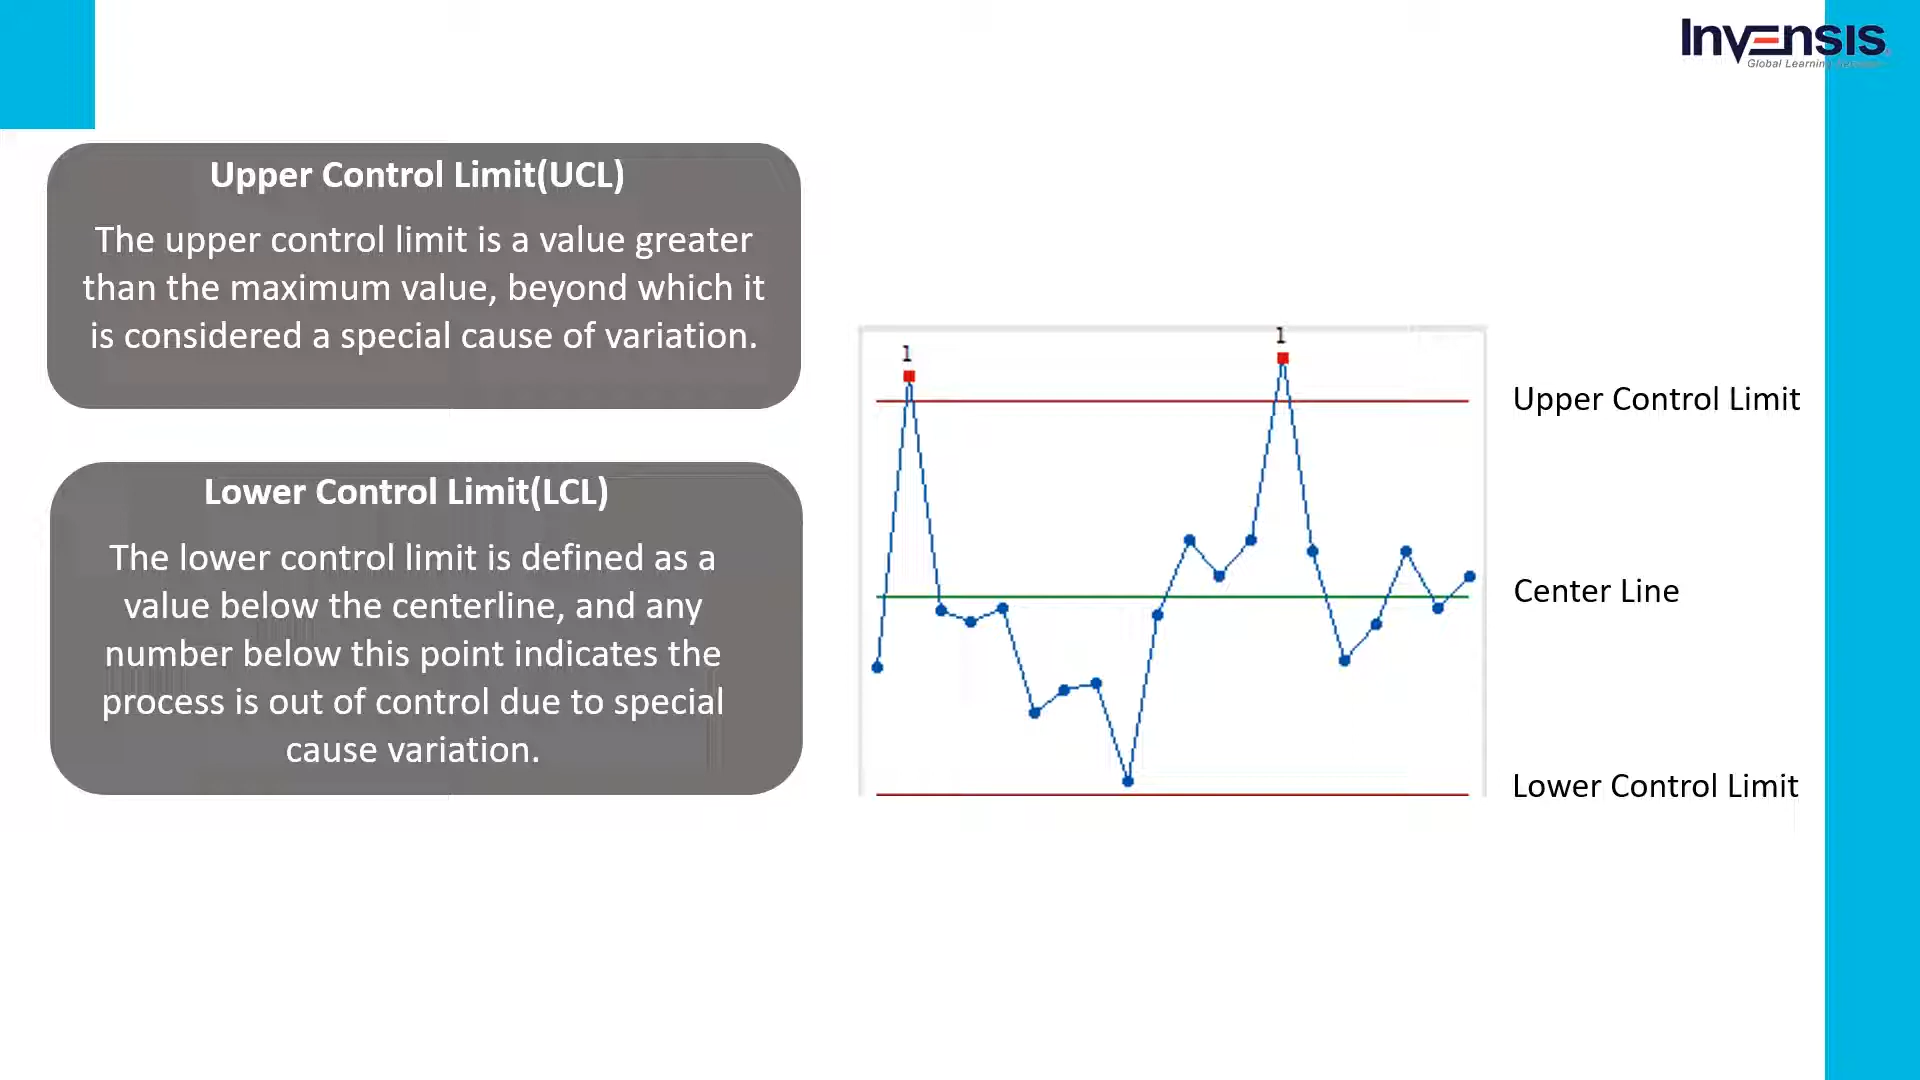 Invensis
Global Learning
Upper Control Limit(UCL)
The upper control limit is a value greater
than the maximum value, beyond which it
is considered a special cause of variation.
Lower Control Limit(LCL)
The lower control limit is defined as a
value below the centerline, and any
number below this point indicates the
process is out of control due to special
cause variation.
1
1
Upper Control Limit
Center Line
Lower Control Limit